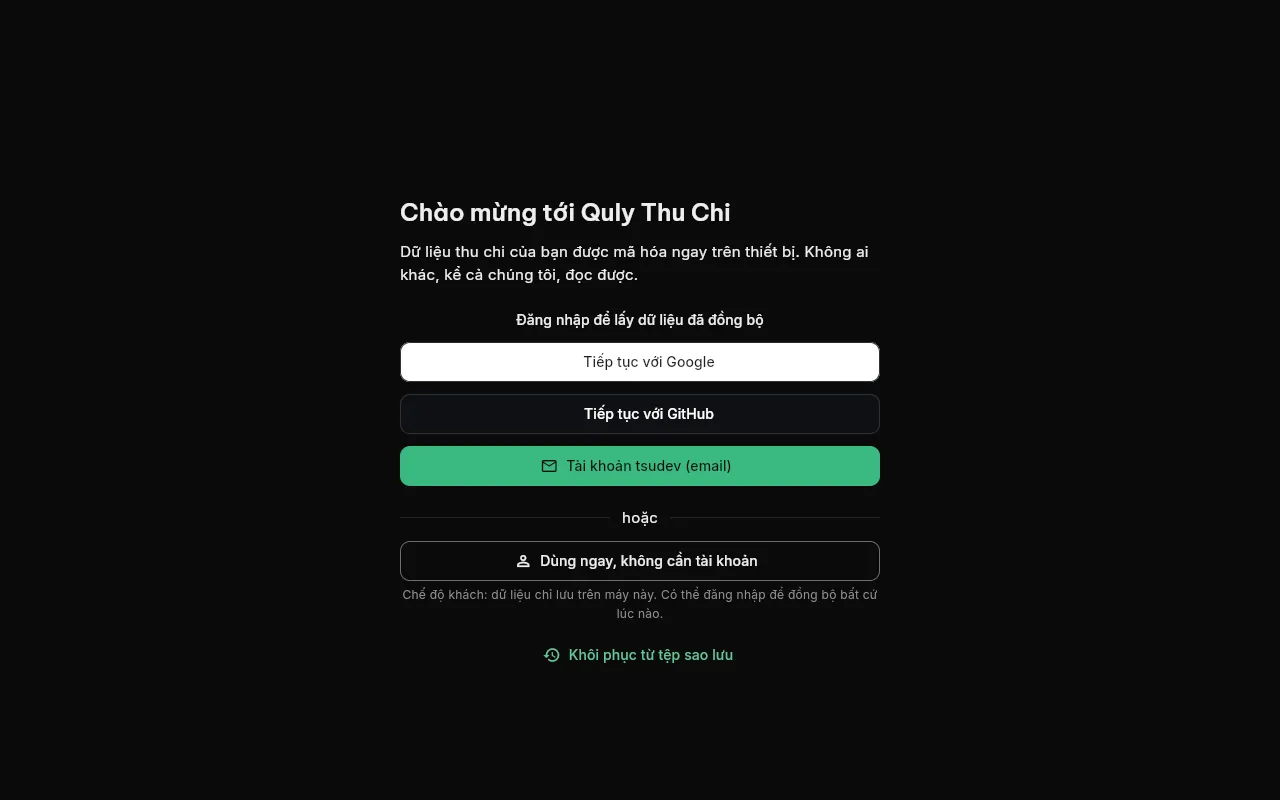 Chào mừng tới Quly Thu Chi
Dữ liệu thu chi của bạn được mã hóa ngay trên thiết bị. Không ai
khác, kể cả chúng tôi, đọc được.
Đăng nhập để lấy dữ liệu đã đồng bộ
Tiếp tục với Google
Tiếp tục với GitHub
Tài khoản tsudev (email)
hoặc
Dùng ngay, không cần tài khoản
Chế độ khách: dữ liệu chỉ lưu trên máy này. Có thể đăng nhập để đồng bộ bất cứ
lúc nào.
Khôi phục từ tệp sao lưu